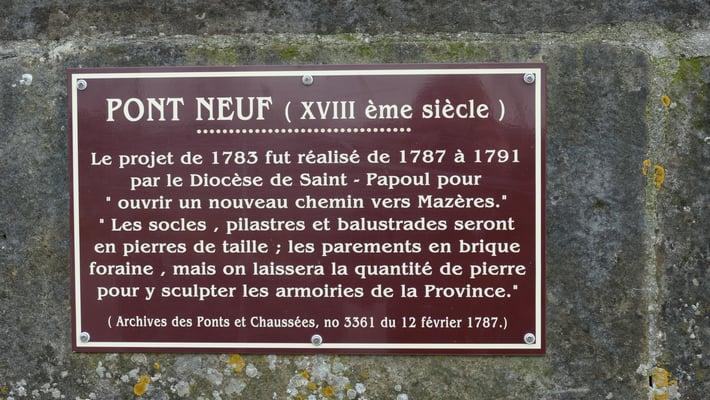 PONT NEUF ( XVIII ème siècle )
Le projet de 1783 fut réalisé de 1787 à 1791
par le Diocèse de Saint - Papoul pour
" ouvrir un nouveau chemin vers Mazères."
" Les socles , pilastres et balustrades seront
en pierres de taille ; les parements en brique
foraine , mais on laissera la quantité de pierre
pour y sculpter les armoiries de la Province."
( Archives des Ponts et Chaussées, no 3361 du 12 février 1787.)